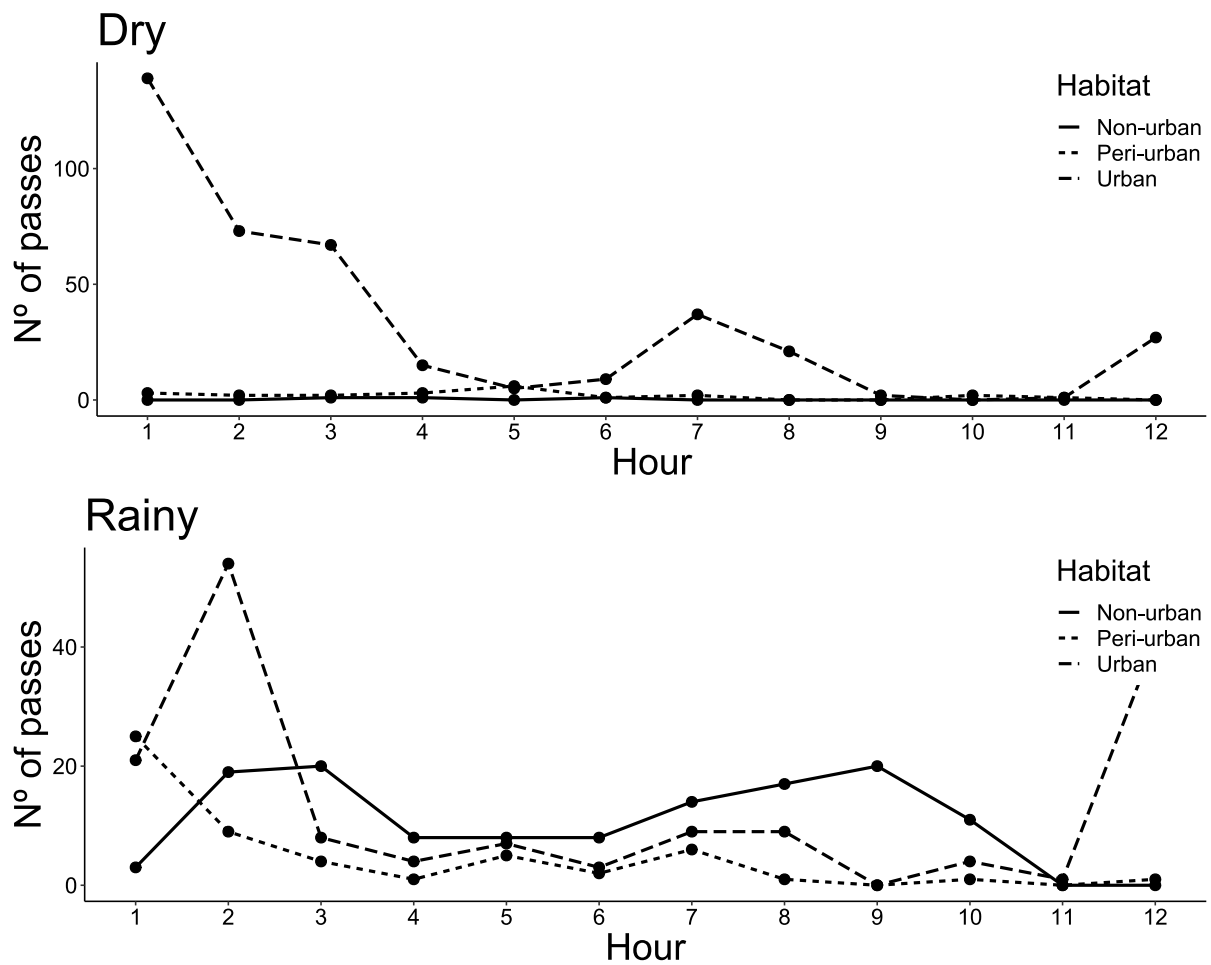 Dry
Nº of passes
100
50
0
Habitat
Non-urban
Peri-urban
Urban
1 2 3 4 5 6 7 8 9 10 11 12
Hour
Rainy
Nº of passes
40
20
0
Habitat
Non-urban
Peri-urban
Urban
1 2 3 4 5 6 7 8 9 10 11 12
Hour